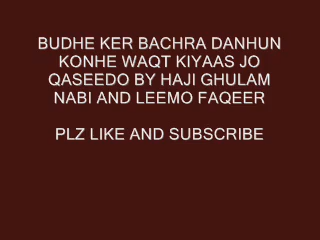 BUDHE KER BACHRA DANHUN
KONHE WAQT KIYAAS JO
QASEEDO BY HAJI GHULAM
NABI AND LEEMO FAQEER
PLZ LIKE AND SUBSCRIBE